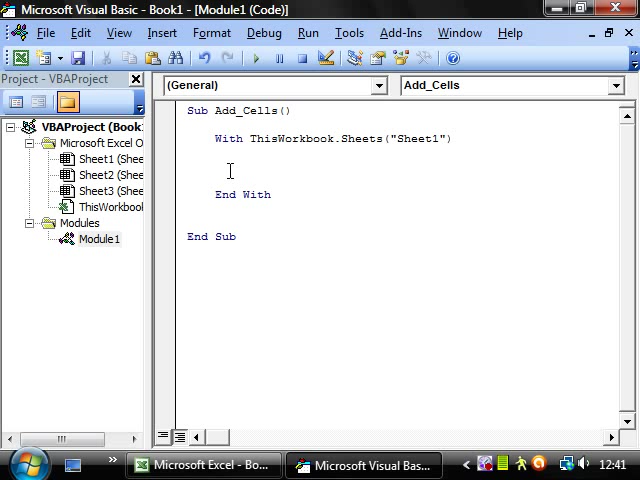 Microsoft Visual Basic - Book1 - [Module1 (Code)]
File Edit View Insert Format Debug Run Tools Add-Ins Window Help
Project - VBAProject
(General) Add_Cells
VBAProject (Book
Microsoft Excel O
Sheet1 (Shee
Sheet2 (Shee
Sheet3 (Shee
ThisWorkbook
Modules
Module1
Sub Add_Cells()
With ThisWorkbook.Sheets("Sheet1")
End With
End Sub
Microsoft Excel - Bo...
Microsoft Visual Bas...
12:41